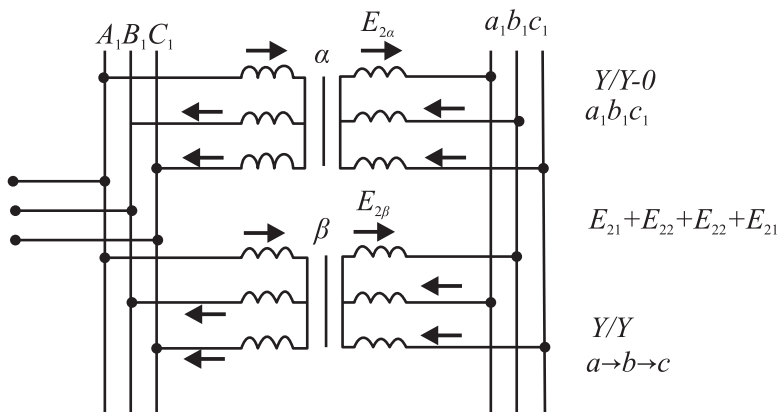 A₁B₁C₁
E₂α
a₁b₁c₁
α
Y/Y-0
a₁b₁c₁
E₂β
E₂₁+E₂₂+E₂₂+E₂₁
β
Y/Y
a→b→c